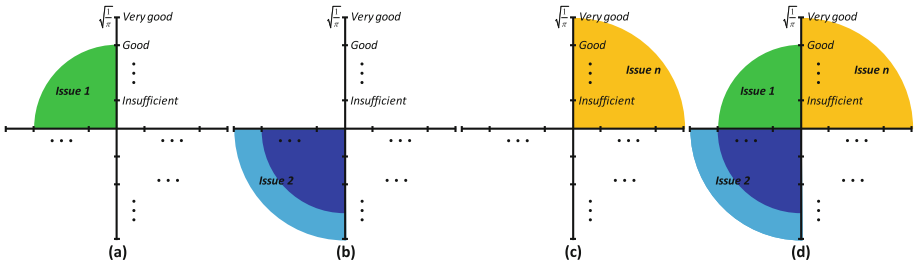 √(1/π) Very good
Good
⋮
Issue 1
Insufficient
... ...
...
⋮
(a)
√(1/π) Very good
Good
⋮
Insufficient
... ...
Issue 2
...
⋮
(b)
√(1/π) Very good
Good
⋮
Issue n
Insufficient
... ...
...
⋮
(c)
√(1/π) Very good
Good
⋮
Issue n
Issue 1
Insufficient
... ...
Issue 2
...
⋮
(d)